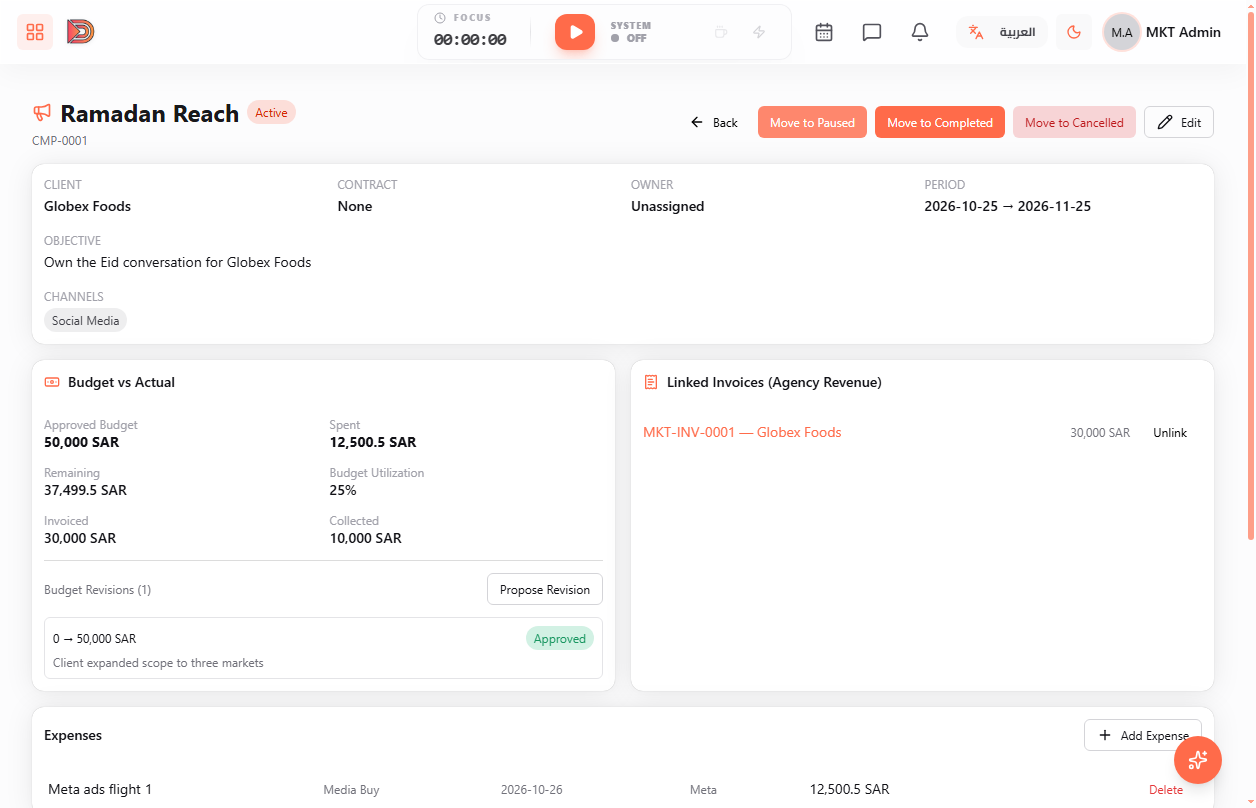 FOCUS
00:00:00
SYSTEM
OFF
العربية
M.A
MKT Admin
Ramadan Reach
Active
CMP-0001
Back
Move to Paused
Move to Completed
Move to Cancelled
Edit
CLIENT
Globex Foods
CONTRACT
None
OWNER
Unassigned
PERIOD
2026-10-25 → 2026-11-25
OBJECTIVE
Own the Eid conversation for Globex Foods
CHANNELS
Social Media
Budget vs Actual
Approved Budget
50,000 SAR
Spent
12,500.5 SAR
Remaining
37,499.5 SAR
Budget Utilization
25%
Invoiced
30,000 SAR
Collected
10,000 SAR
Budget Revisions (1)
Propose Revision
0 → 50,000 SAR
Approved
Client expanded scope to three markets
Linked Invoices (Agency Revenue)
MKT-INV-0001 — Globex Foods
30,000 SAR
Unlink
Expenses
Add Expense
Meta ads flight 1
Media Buy
2026-10-26
Meta
12,500.5 SAR
Delete